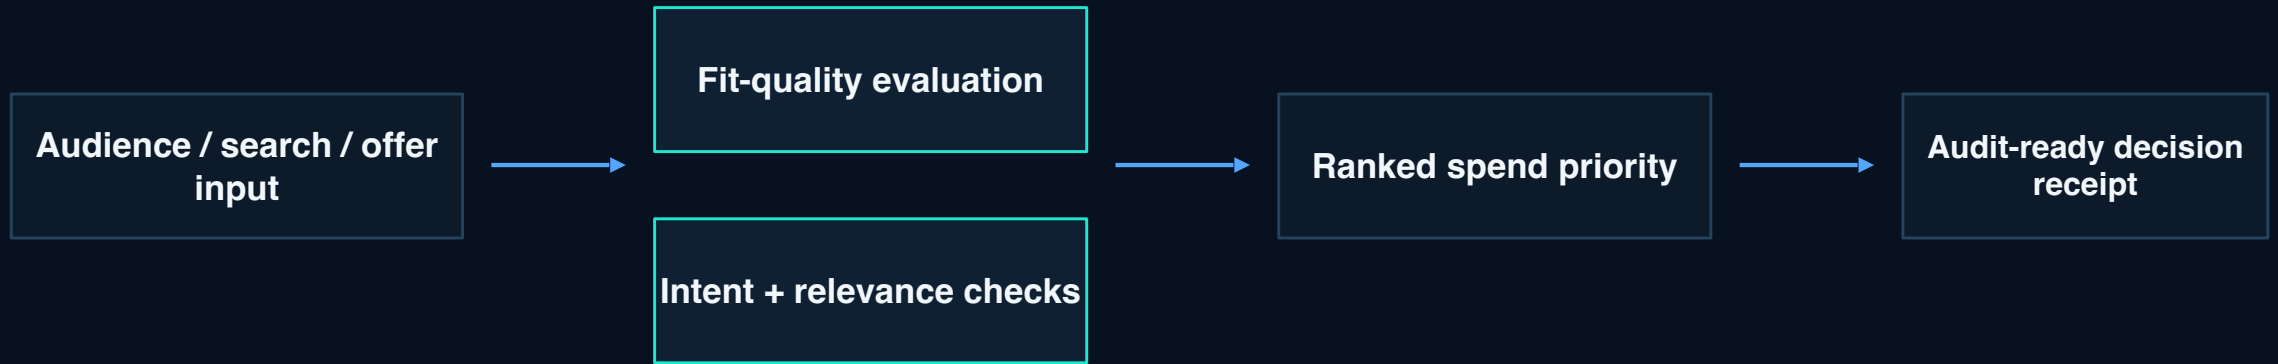 Audience / search / offer
input
Fit-quality evaluation
Intent + relevance checks
Ranked spend priority
Audit-ready decision
receipt